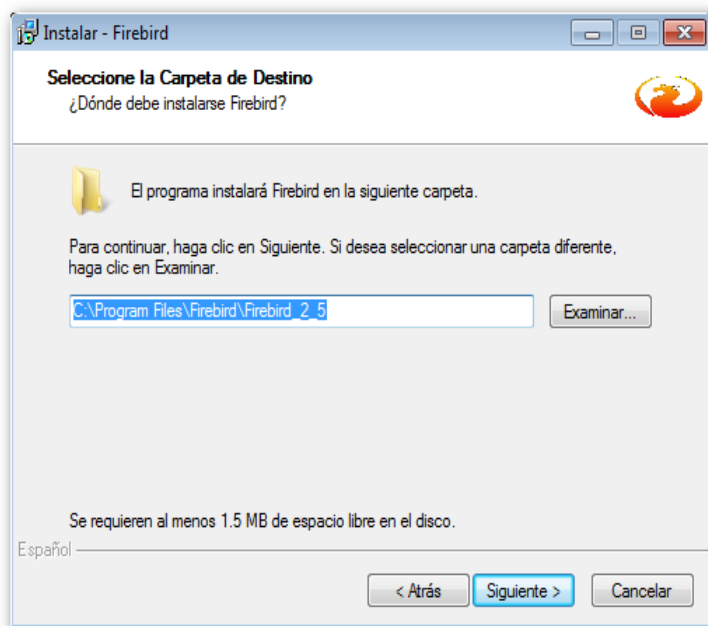 Instalar - Firebird
Seleccione la Carpeta de Destino
¿Dónde debe instalarse Firebird?
El programa instalará Firebird en la siguiente carpeta.
Para continuar, haga clic en Siguiente. Si desea seleccionar una carpeta diferente,
haga clic en Examinar.
C:\Program Files\Firebird\Firebird_2_5
Examinar...
Se requieren al menos 1.5 MB de espacio libre en el disco.
Español
< Atrás
Siguiente >
Cancelar